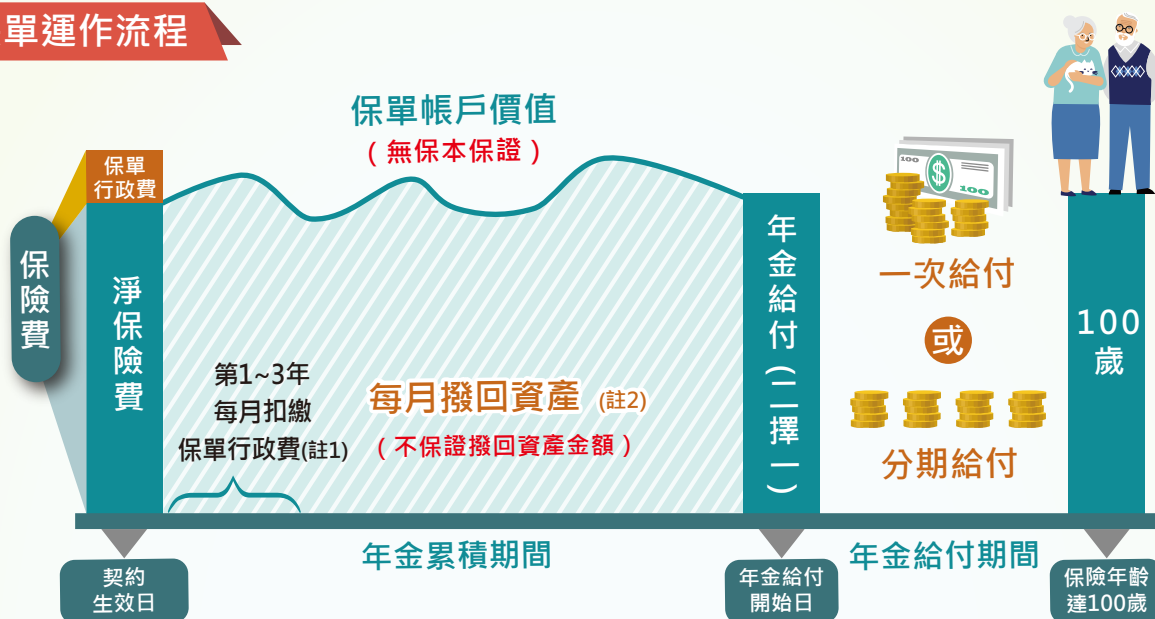 單運作流程
保單帳戶價值
（無保本保證）
保單
行政費
保險費
淨保險費
第1~3年
每月扣繳
保單行政費(註1)
每月撥回資產 (註2)
（不保證撥回資產金額）
年金給付(二擇一)
100
100
一次給付
或
分期給付
100
歲
年金累積期間
年金給付期間
契約
生效日
年金給付
開始日
保險年齡
達100歲